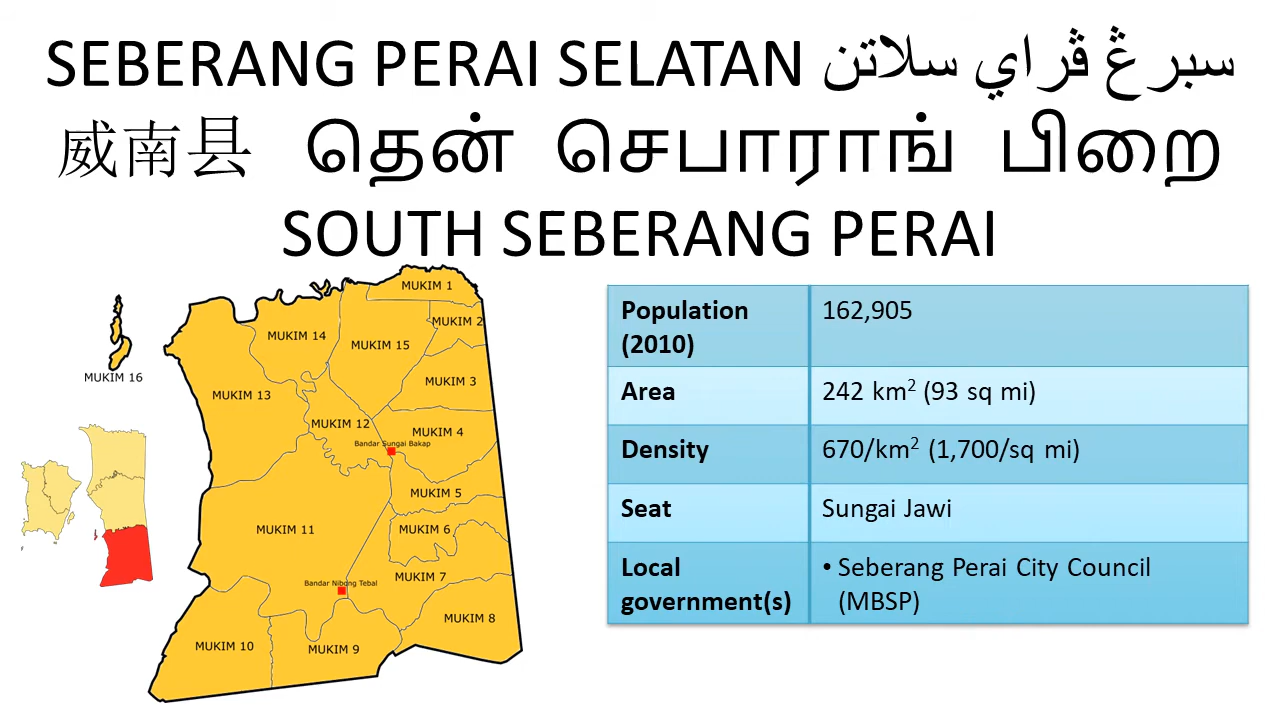 SEBERANG PERAI SELATAN سبرڠ ڤراي سلاتن
威南县 தென் செபாராங் பிறை
SOUTH SEBERANG PERAI
MUKIM 1
MUKIM 2
MUKIM 14
MUKIM 15
MUKIM 16
MUKIM 3
MUKIM 13
MUKIM 12
MUKIM 4
Bandar Sungai Bakap
MUKIM 5
MUKIM 11
MUKIM 6
MUKIM 7
Bandar Nibong Tebal
MUKIM 8
MUKIM 10
MUKIM 9
Population 162,905
(2010)
Area 242 km² (93 sq mi)
Density 670/km² (1,700/sq mi)
Seat Sungai Jawi
Local • Seberang Perai City Council
government(s) (MBSP)